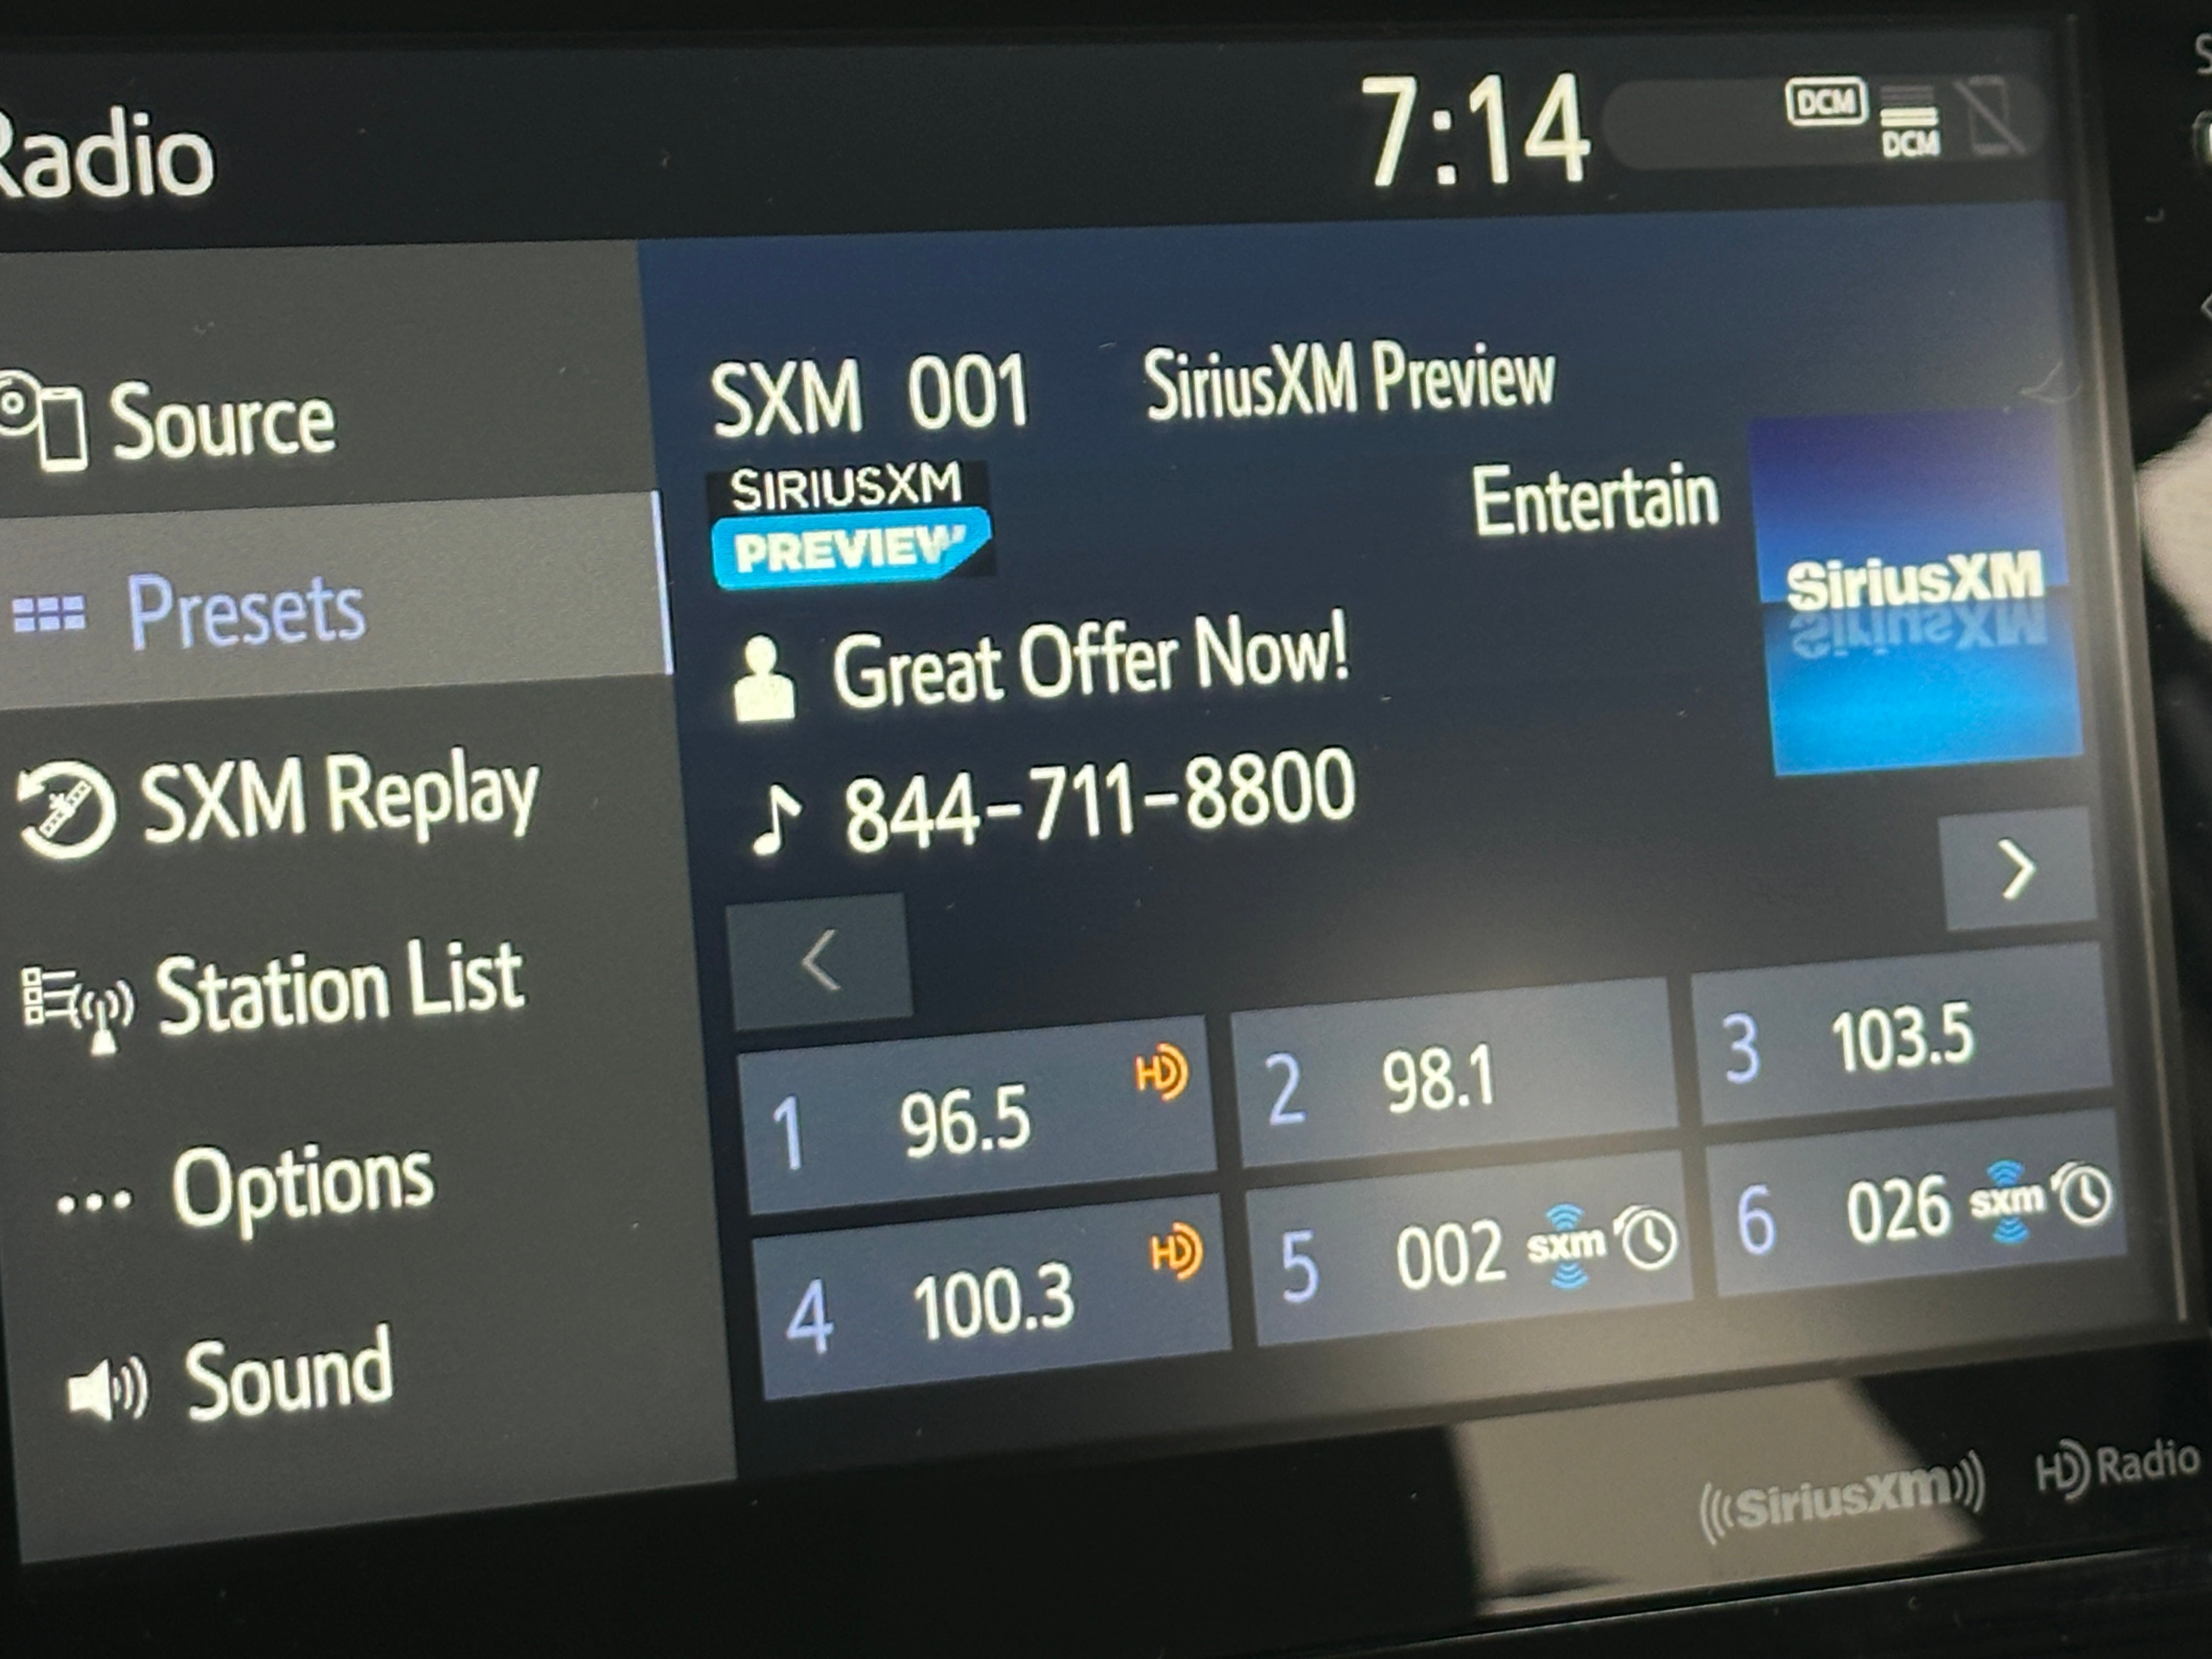 Radio
7:14
DCM
DCM
Source
Presets
SXM Replay
Station List
Options
Sound
SXM 001 SiriusXM Preview
SIRIUSXM
PREVIEW
Entertain
SiriusXM
Great Offer Now!
844-711-8800
1 96.5 HD
2 98.1
3 103.5
4 100.3 HD
5 002 sxm
6 026 sxm
((SiriusXM))
HD Radio